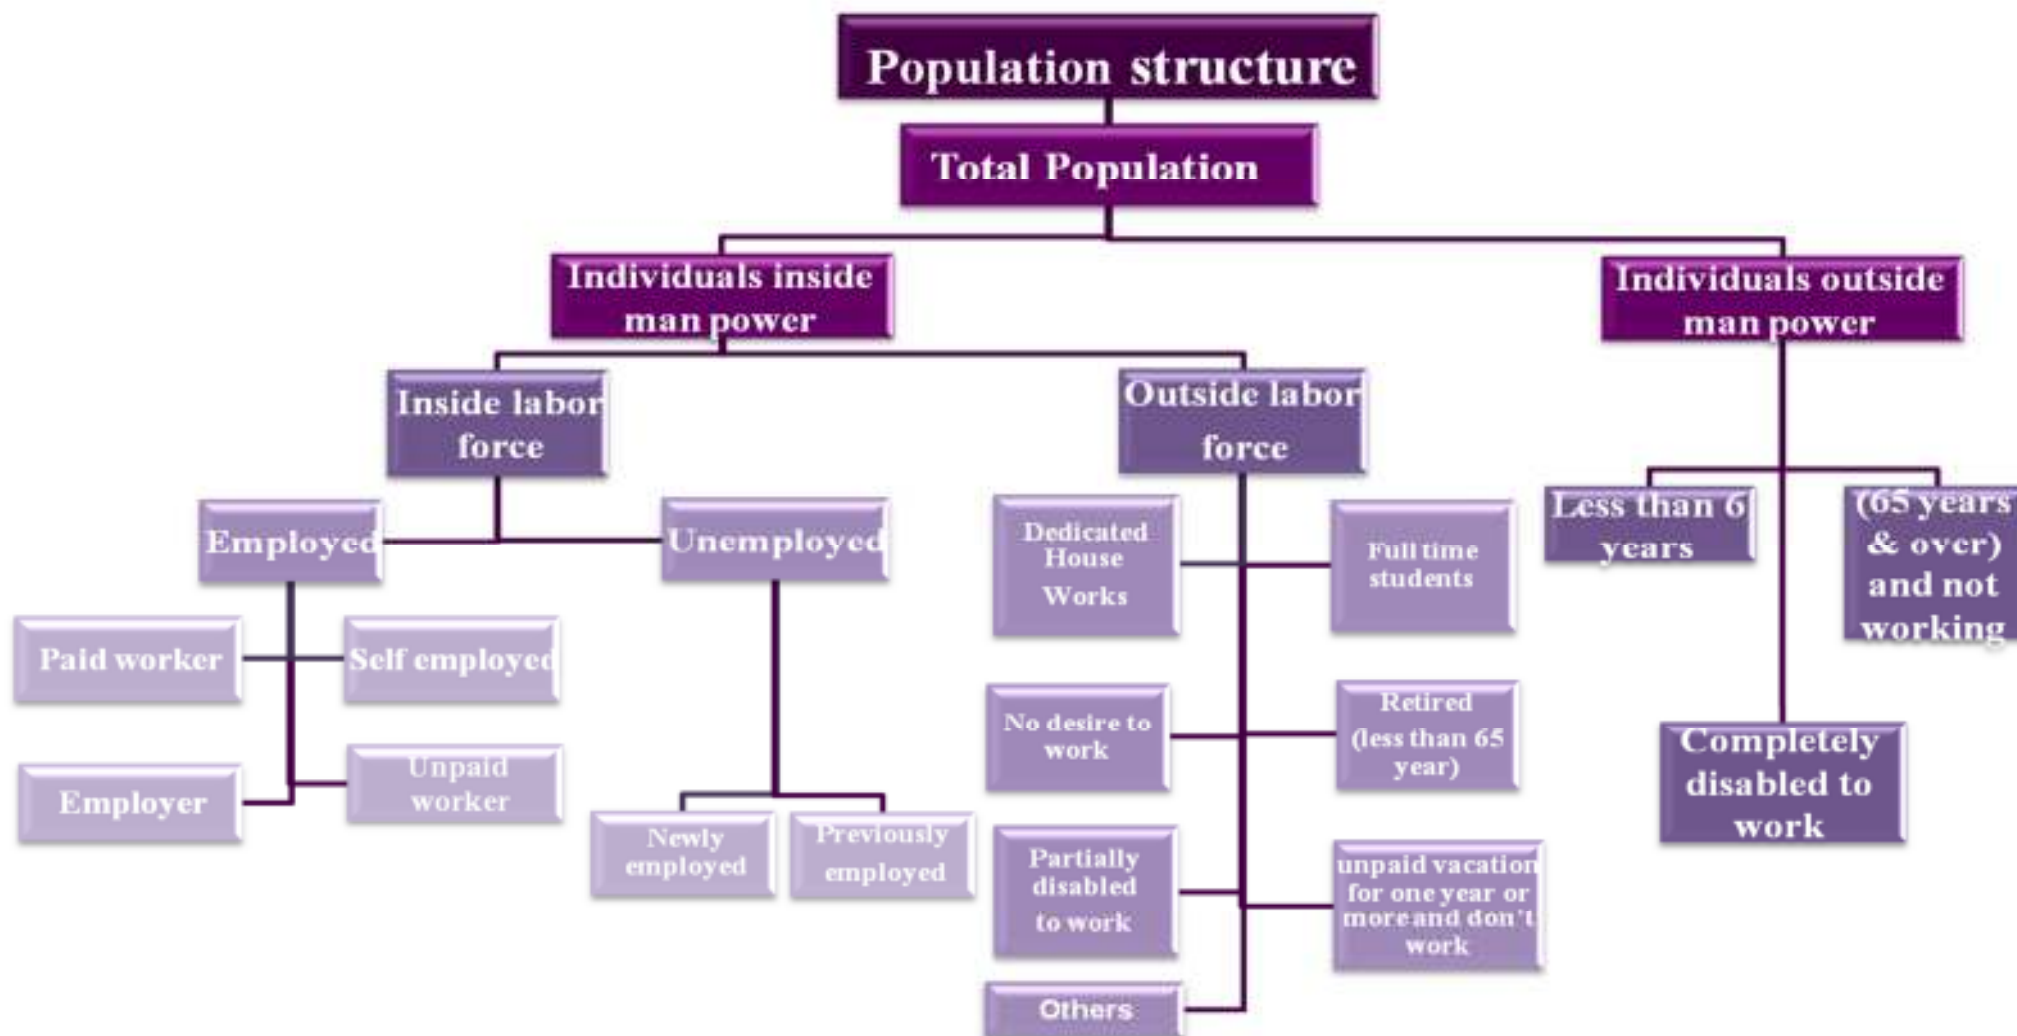 Population structure
Total Population
Individuals inside
man power
Individuals outside
man power
Inside labor
force
Outside labor
force
Less than 6
years
(65 years
& over)
and not
working
Completely
disabled to
work
Employed
Unemployed
Paid worker
Self employed
Employer
Unpaid
worker
Newly
employed
Previously
employed
Dedicated
House
Works
Full time
students
No desire to
work
Retired
(less than 65
year)
Partially
disabled
to work
unpaid vacation
for one year or
more and don't
work
Others